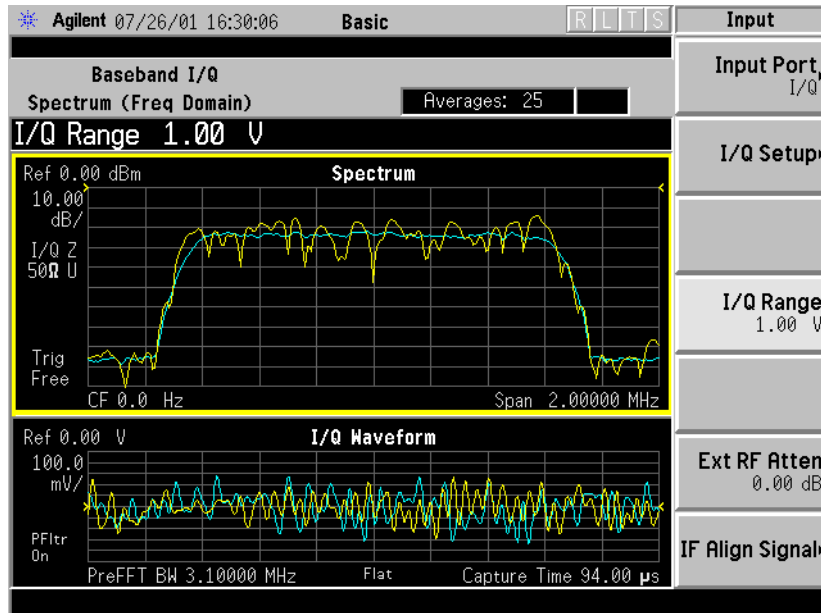 Agilent 07/26/01 16:30:06 Basic R L T S Input
Baseband I/Q
Spectrum (Freq Domain)
Averages: 25
I/Q Range 1.00 V
Ref 0.00 dBm Spectrum
10.00
dB/
I/Q Z
50Ω U
Trig
Free
CF 0.0 Hz Span 2.00000 MHz
Ref 0.00 V I/Q Waveform
100.0
mV/
PFltr
On
PreFFT BW 3.10000 MHz Flat Capture Time 94.00 µs
Input Port
I/Q
I/Q Setup
I/Q Range
1.00 V
Ext RF Atten
0.00 dB
IF Align Signal